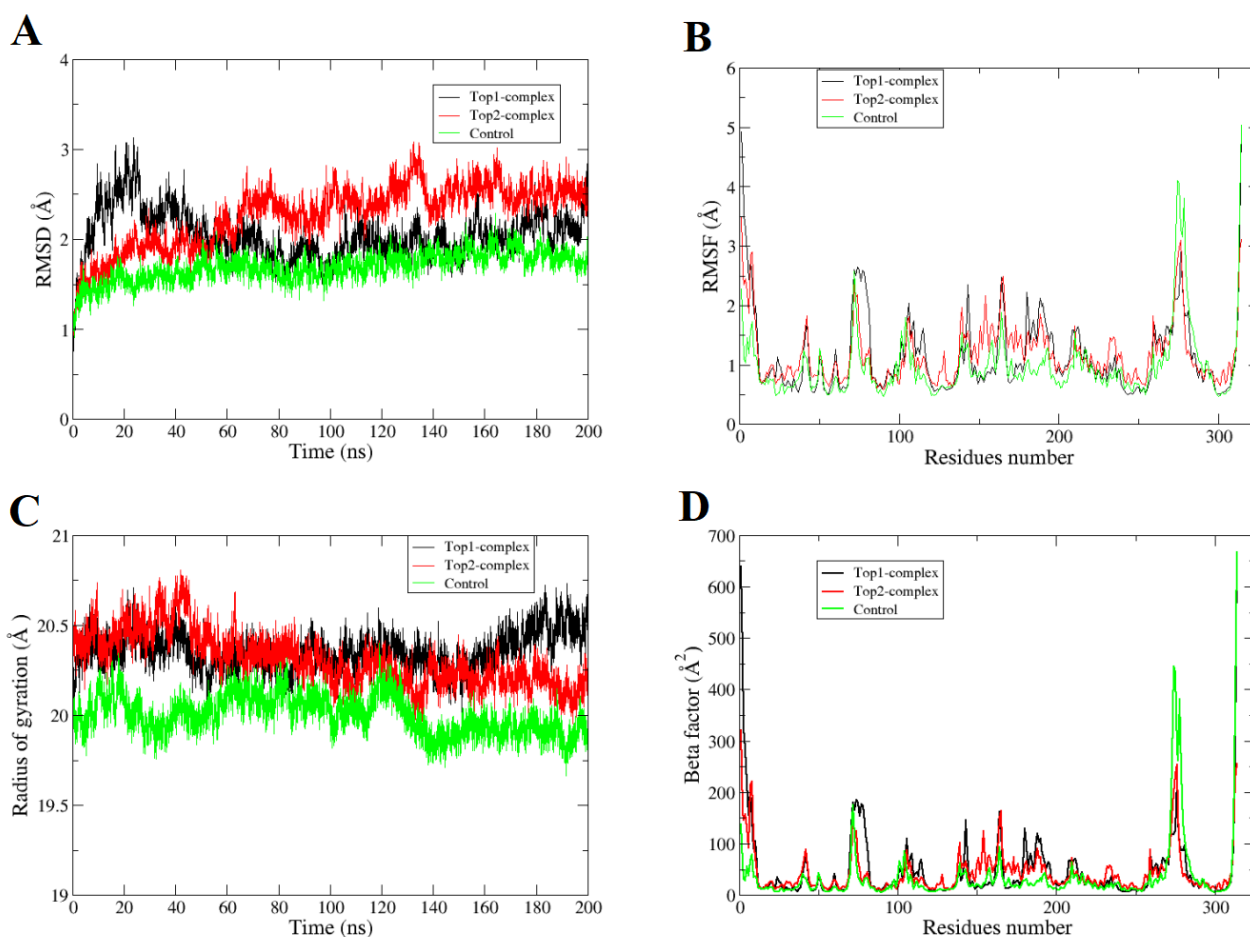 A
4
3
2
1
0
RMSD (Å)
Top1-complex
Top2-complex
Control
0 20 40 60 80 100 120 140 160 180 200
Time (ns)
B
6
5
4
3
2
1
0
RMSF (Å)
Top1-complex
Top2-complex
Control
0 100 200 300
Residues number
C
21
20.5
20
19.5
19
Radius of gyration (Å )
Top1-complex
Top2-complex
Control
0 20 40 60 80 100 120 140 160 180 200
Time (ns)
D
700
600
500
400
300
200
100
0
Beta factor (Å²)
Top1-complex
Top2-complex
Control
0 100 200 300
Residues number